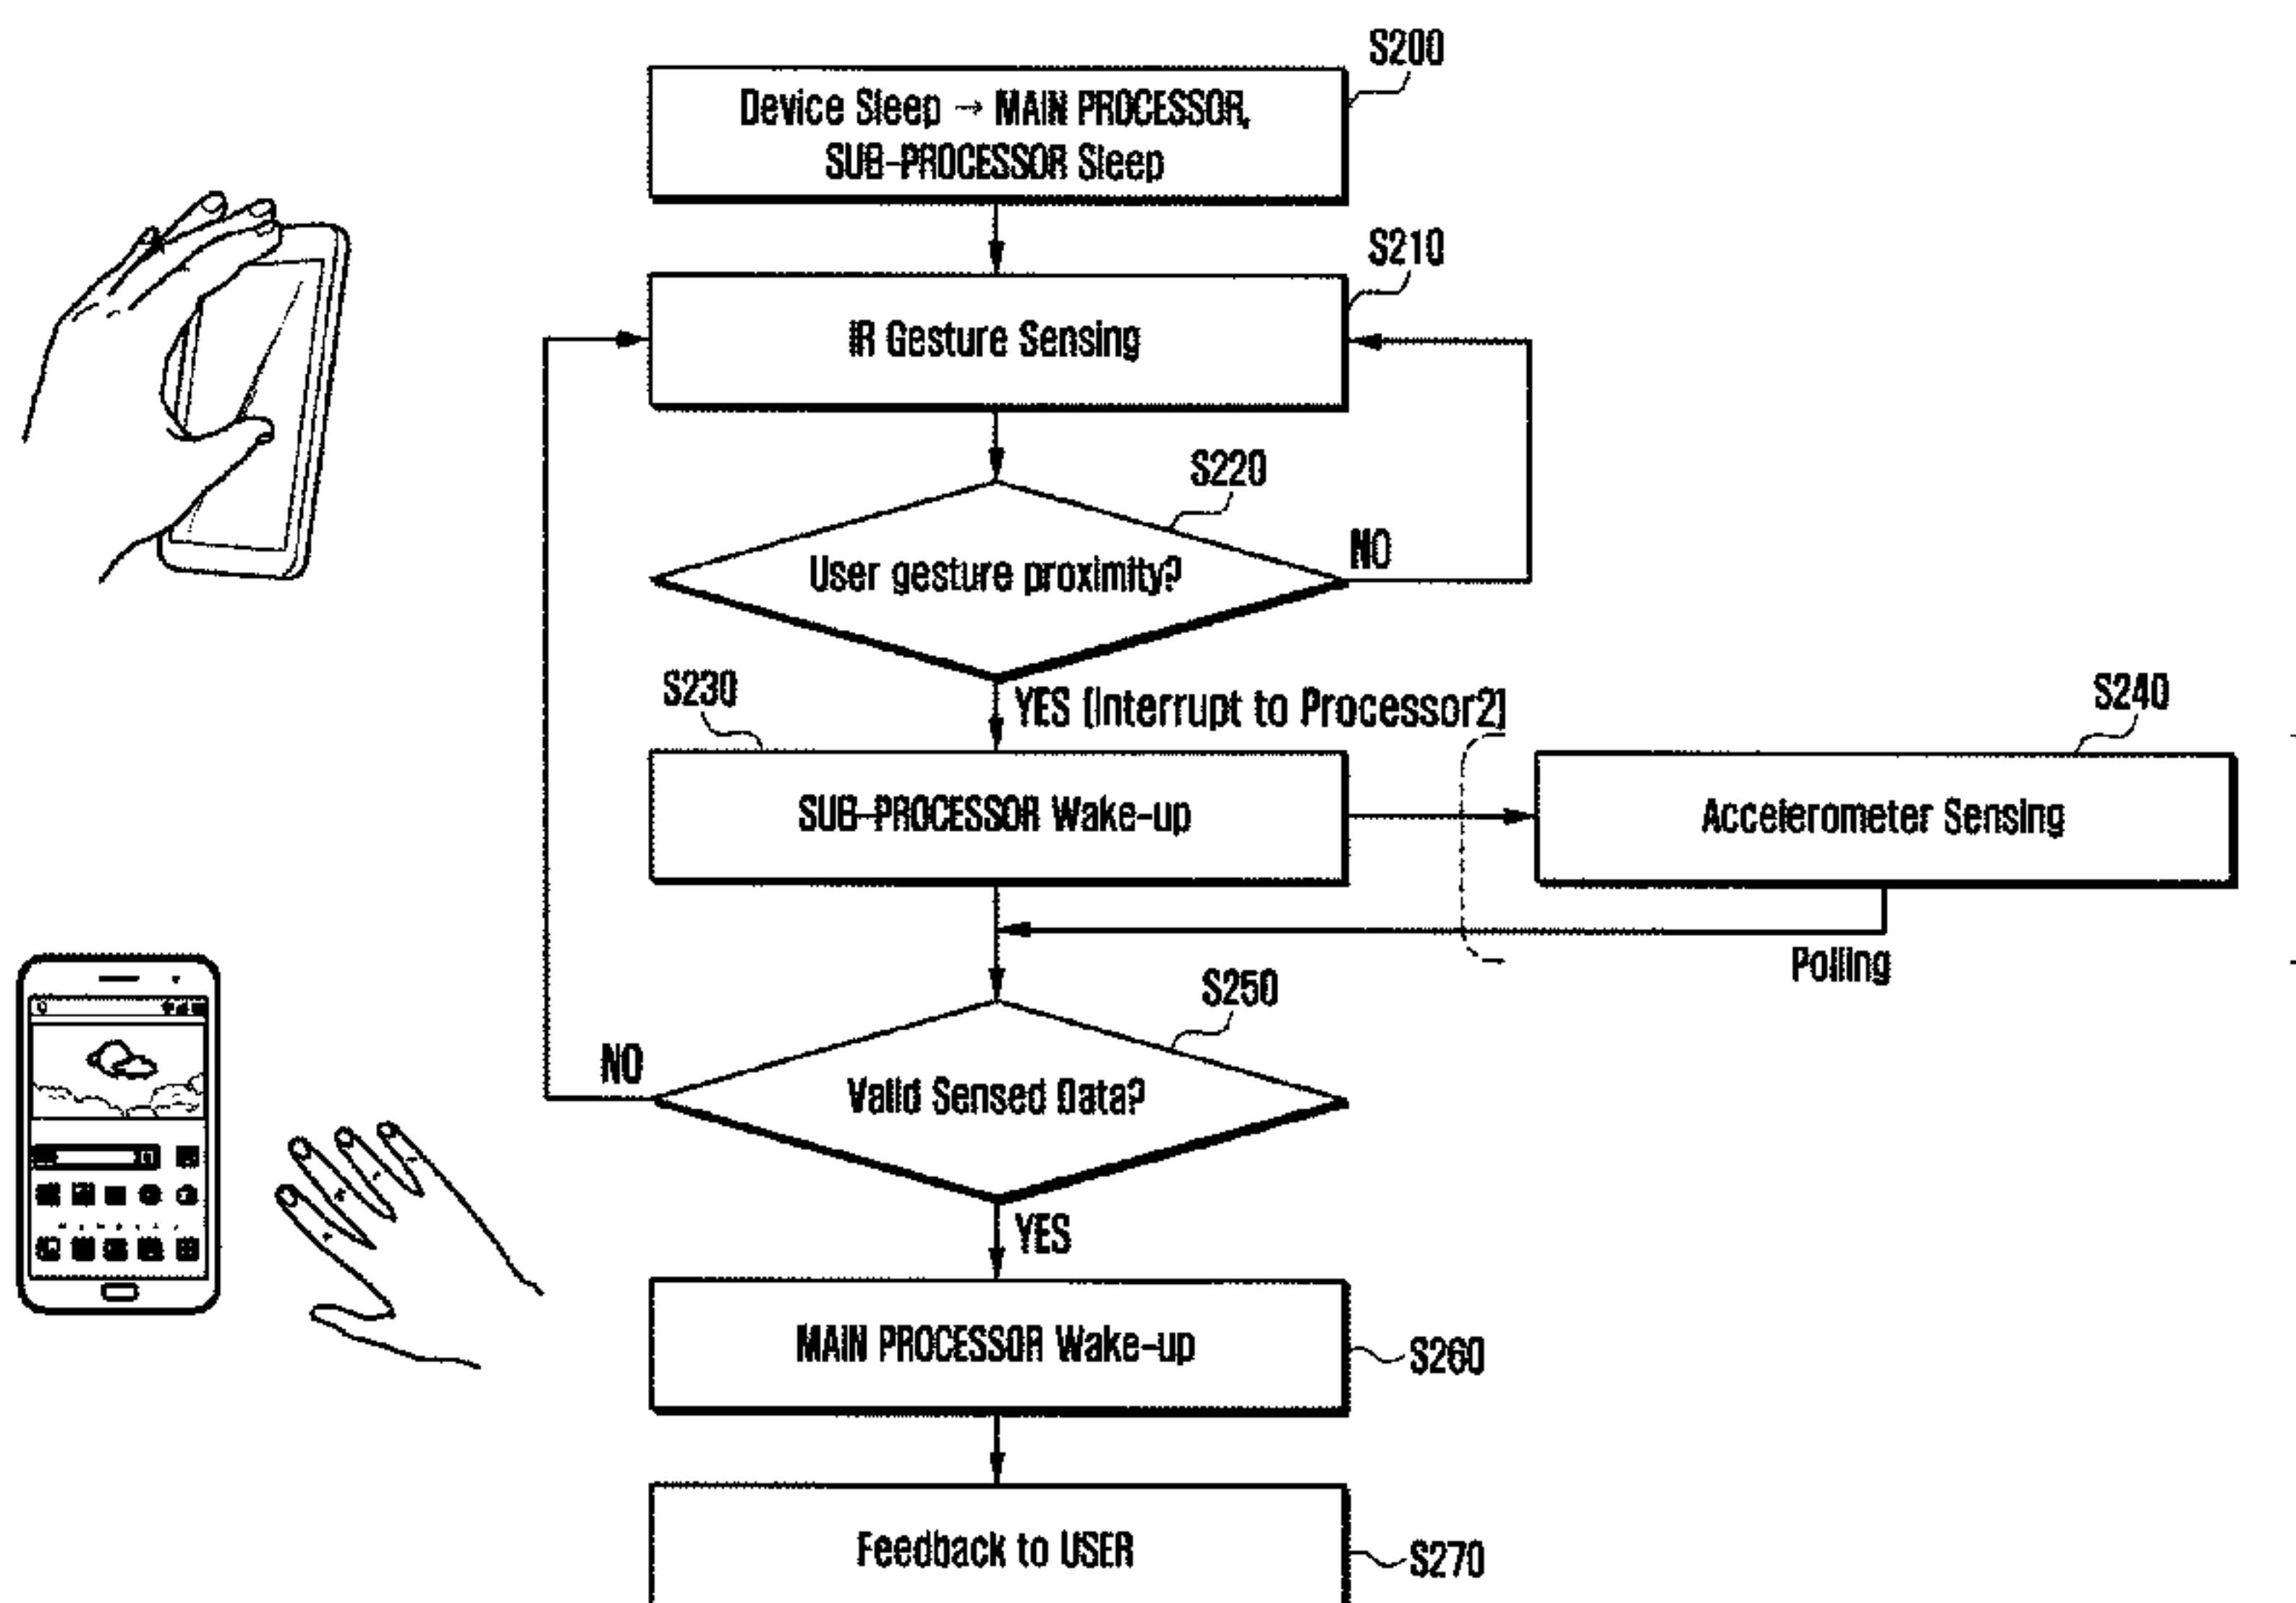 S200
Device Sleep → MAIN PROCESSOR,
SUB-PROCESSOR Sleep
S210
IR Gesture Sensing
S220
User gesture proximity?
NO
YES (Interrupt to Processor2)
S230
SUB-PROCESSOR Wake-up
S240
Accelerometer Sensing
Polling
S250
Valid Sensed Data?
NO
YES
MAIN PROCESSOR Wake-up
S260
Feedback to USER
S270